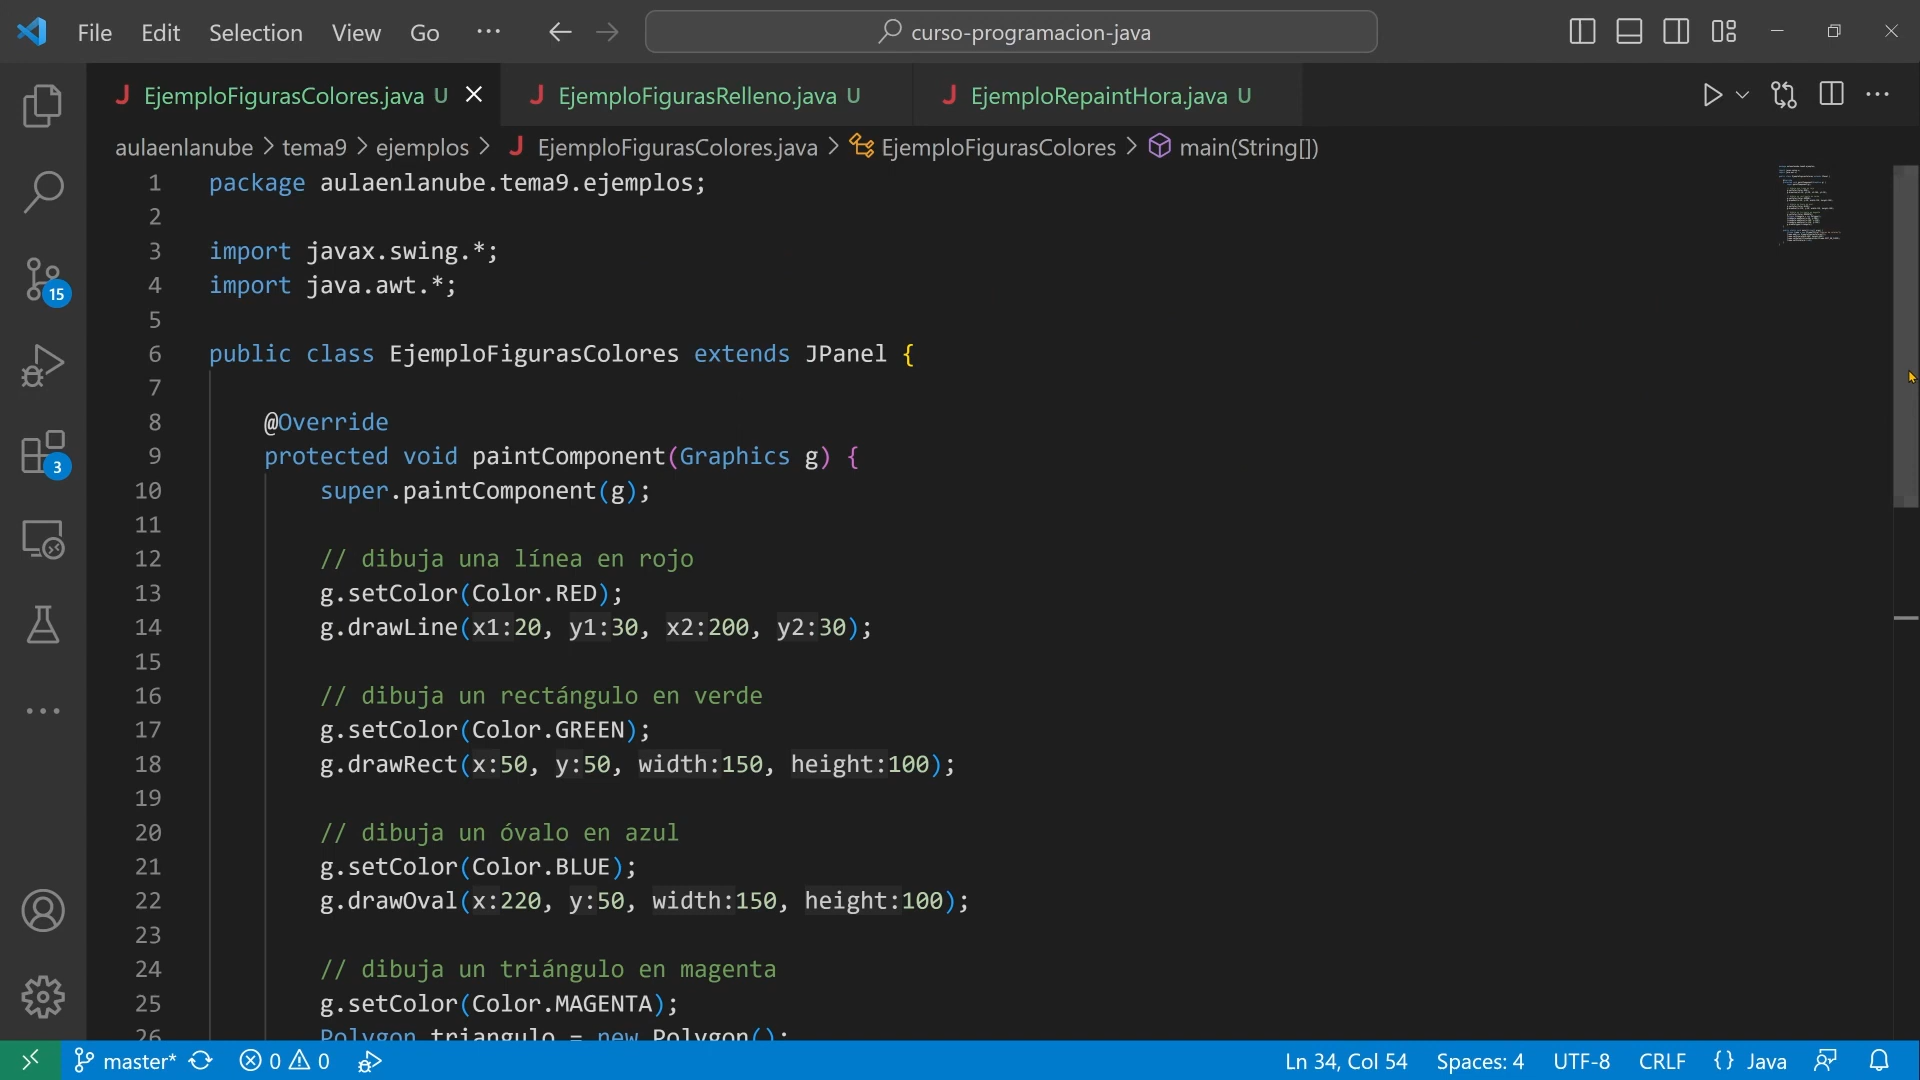 File Edit Selection View Go ··· curso-programacion-java
EjemploFigurasColores.java U EjemploFigurasRelleno.java U EjemploRepaintHora.java U
aulaenlanube > tema9 > ejemplos > EjemploFigurasColores.java > EjemploFigurasColores > main(String[])
1 package aulaenlanube.tema9.ejemplos;
2
3 import javax.swing.*;
4 import java.awt.*;
5
6 public class EjemploFigurasColores extends JPanel {
7
8 @Override
9 protected void paintComponent(Graphics g) {
10 super.paintComponent(g);
11
12 // dibuja una línea en rojo
13 g.setColor(Color.RED);
14 g.drawLine(x1:20, y1:30, x2:200, y2:30);
15
16 // dibuja un rectángulo en verde
17 g.setColor(Color.GREEN);
18 g.drawRect(x:50, y:50, width:150, height:100);
19
20 // dibuja un óvalo en azul
21 g.setColor(Color.BLUE);
22 g.drawOval(x:220, y:50, width:150, height:100);
23
24 // dibuja un triángulo en magenta
25 g.setColor(Color.MAGENTA);
26 Polygon triangulo = new Polygon();
15
3
master* 0 0 Ln 34, Col 54 Spaces: 4 UTF-8 CRLF {} Java